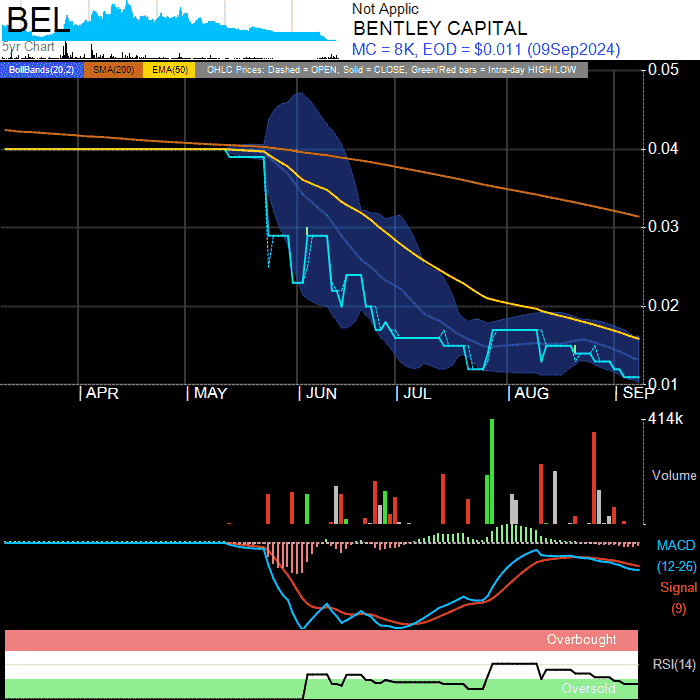 BEL
5yr Chart
Not Applic
BENTLEY CAPITAL
MC = 8K, EOD = $0.011 (09Sep2024)
BollBands(20,2) SMA(200) EMA(50) OHLC Prices: Dashed = OPEN, Solid = CLOSE, Green/Red bars = Intra-day HIGH/LOW
0.05
0.04
0.03
0.02
0.01
APR MAY JUN JUL AUG SEP
414k
Volume
MACD
(12-26)
Signal
(9)
Overbought
RSI(14)
Oversold